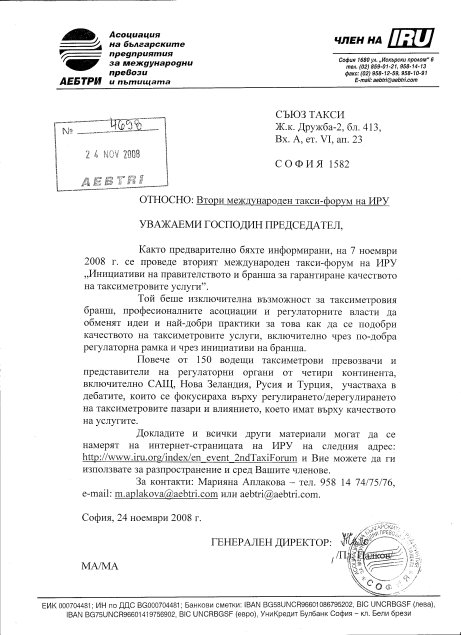 Асоциация
на българските
предприятия
за международни
превози
и пътищата
АЕБТРИ
ЧЛЕН НА IRU
София 1680 ул. „Искърски пролом“ 6
тел. (02) 859-01-21, 958-14-13
факс: (02) 958-12-59, 958-10-91
E-mail: aebtri@aebtri.com
№ 4698
24 NOV 2008
AEBTRI
СЪЮЗ ТАКСИ
Ж.к. Дружба-2, бл. 413,
Вх. А, ет. VI, ап. 23
С О Ф И Я 1582
ОТНОСНО: Втори международен такси-форум на ИРУ
УВАЖАЕМИ ГОСПОДИН ПРЕДСЕДАТЕЛ,
Както предварително бяхте информирани, на 7 ноември
2008 г. се проведе вторият международен такси-форум на ИРУ
„Инициативи на правителството и бранша за гарантиране качеството
на таксиметровите услуги”.
Той беше изключителна възможност за таксиметровия
бранш, професионалните асоциации и регулаторните власти да
обменят идеи и най-добри практики за това как да се подобри
качеството на таксиметровите услуги, включително чрез по-добра
регулаторна рамка и чрез инициативи на бранша.
Повече от 150 водещи таксиметрови превозвачи и
представители на регулаторни органи от четири континента,
включително САЩ, Нова Зеландия, Русия и Турция, участваха в
дебатите, които се фокусираха върху регулирането/дерегулирането
на таксиметровите пазари и влиянието, което имат върху качеството
на услугите.
Докладите и всички други материали могат да се
намерят на интернет-страницата на ИРУ на следния адрес:
http://www.iru.org/index/en_event_2ndTaxiForum и Вие можете да ги
използвате за разпространение и сред Вашите членове.
За контакти: Марияна Аплакова – тел. 958 14 74/75/76,
e-mail: m.aplakova@aebtri.com или aebtri@aebtri.com.
София, 24 ноември 2008 г.
ГЕНЕРАЛЕН ДИРЕКТОР:
МА/МА
ЕИК 000704481; ИН по ДДС BG000704481; Банкови сметки: IBAN BG58UNCR96601086795202, BIC UNCRBGSF (лева),
IBAN BG75UNCR96601419756902, BIC UNCRBGSF (евро), УниКредит Булбанк София – кл. Бели брези